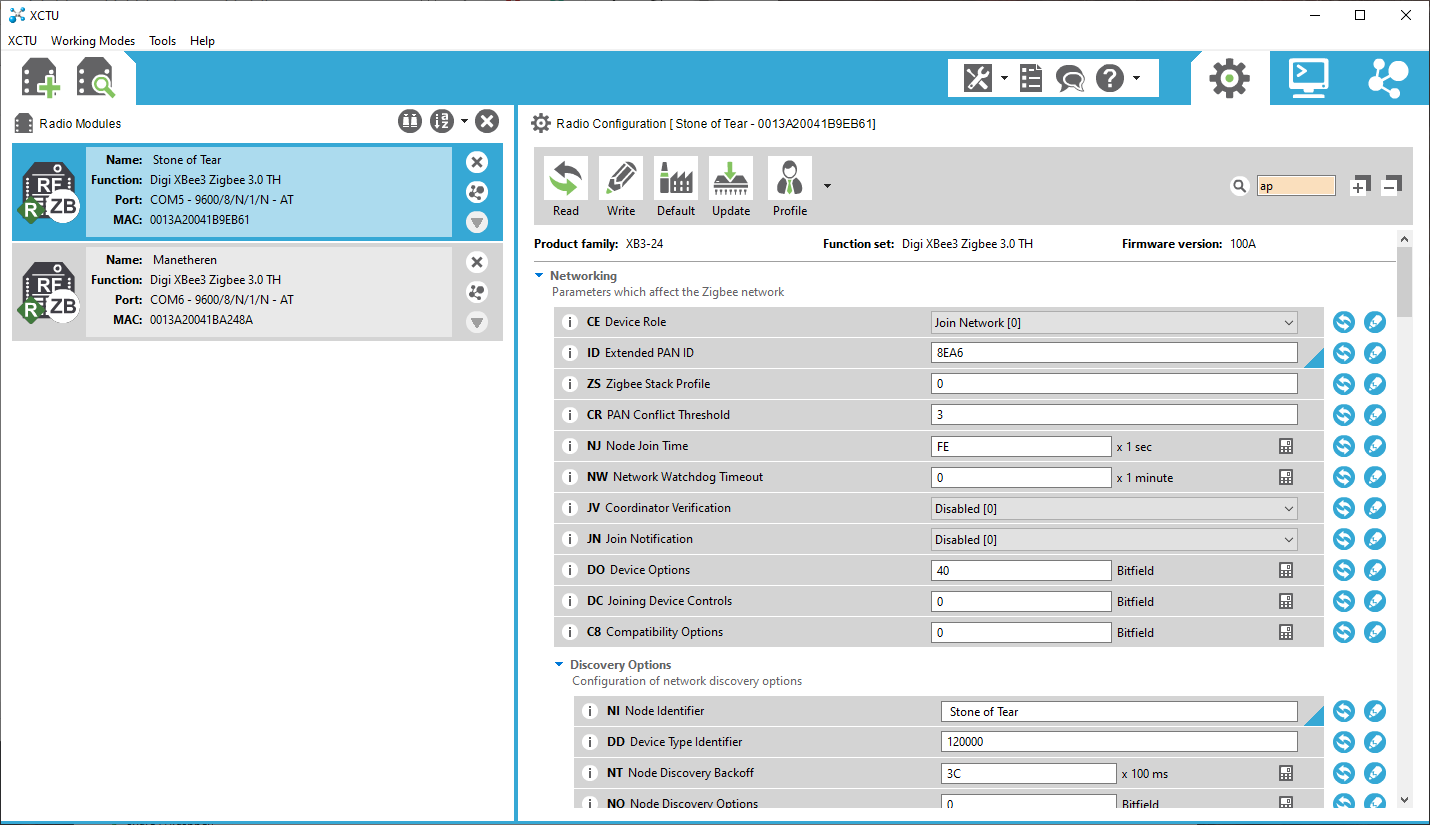 XCTU
XCTU Working Modes Tools Help
Radio Modules
Name: Stone of Tear
Function: Digi XBee3 Zigbee 3.0 TH
Port: COM5 - 9600/8/N/1/N - AT
MAC: 0013A20041B9EB61
RF
R ZB
Name: Manetheren
Function: Digi XBee3 Zigbee 3.0 TH
Port: COM6 - 9600/8/N/1/N - AT
MAC: 0013A20041BA248A
RF
R ZB
Radio Configuration [ Stone of Tear - 0013A20041B9EB61]
Read Write Default Update Profile
ap
Product family: XB3-24 Function set: Digi XBee3 Zigbee 3.0 TH Firmware version: 100A
Networking
Parameters which affect the Zigbee network
i CE Device Role Join Network [0]
i ID Extended PAN ID 8EA6
i ZS Zigbee Stack Profile 0
i CR PAN Conflict Threshold 3
i NJ Node Join Time FE x 1 sec
i NW Network Watchdog Timeout 0 x 1 minute
i JV Coordinator Verification Disabled [0]
i JN Join Notification Disabled [0]
i DO Device Options 40 Bitfield
i DC Joining Device Controls 0 Bitfield
i C8 Compatibility Options 0 Bitfield
Discovery Options
Configuration of network discovery options
i NI Node Identifier Stone of Tear
i DD Device Type Identifier 120000
i NT Node Discovery Backoff 3C x 100 ms
i NO Node Discovery Options 0 Bitfield